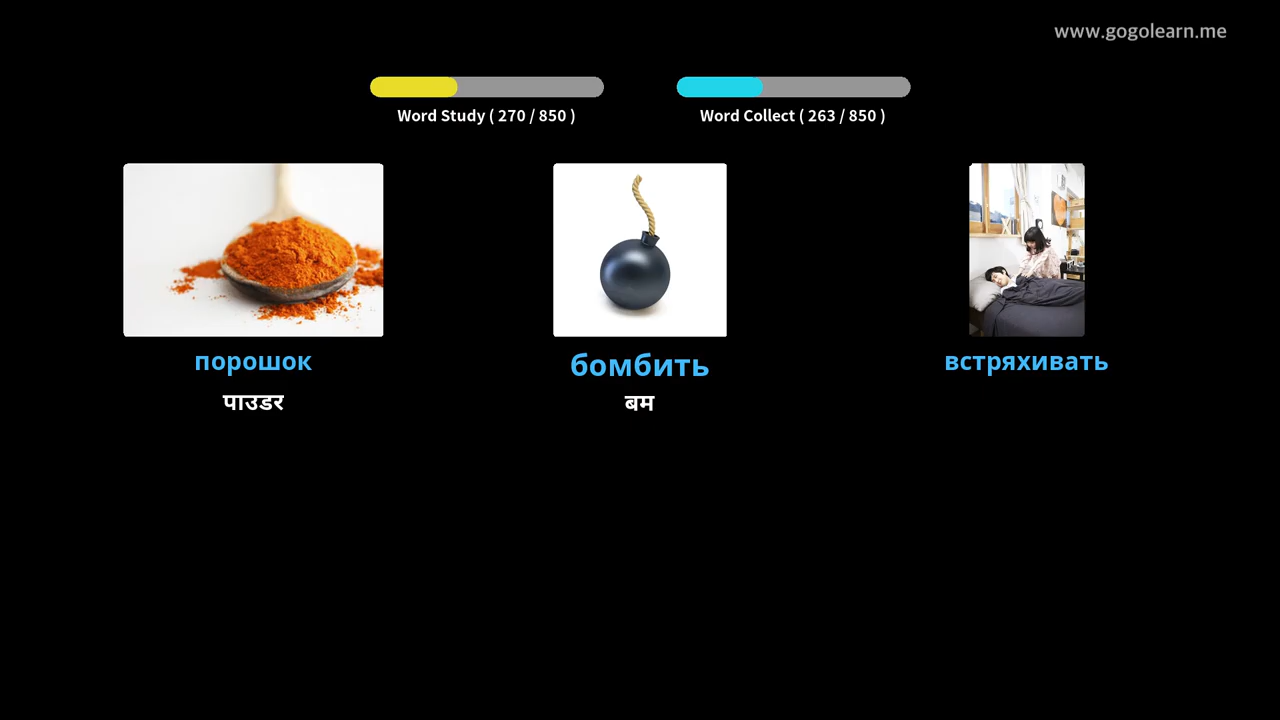 www.gogolearn.me
Word Study ( 270 / 850 )
Word Collect ( 263 / 850 )
порошок
бомбить
встряхивать
पाउडर
बम